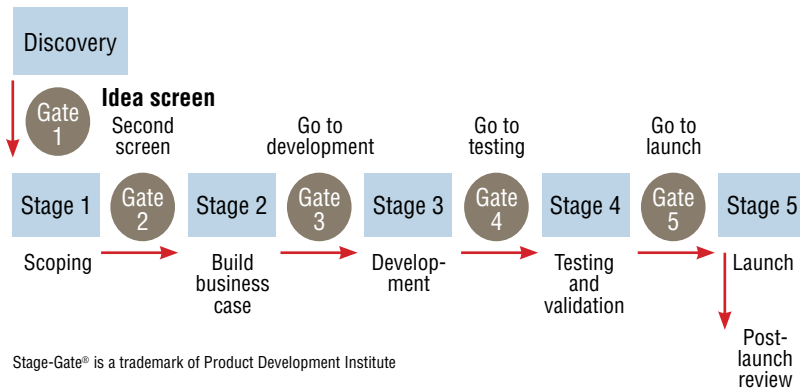 Discovery
Gate
1
Idea screen
Second
screen
Go to
development
Go to
testing
Go to
launch
Stage 1
Gate
2
Stage 2
Gate
3
Stage 3
Gate
4
Stage 4
Gate
5
Stage 5
Scoping
Build
business
case
Develop-
ment
Testing
and
validation
Launch
Post-
launch
review
Stage-Gate® is a trademark of Product Development Institute